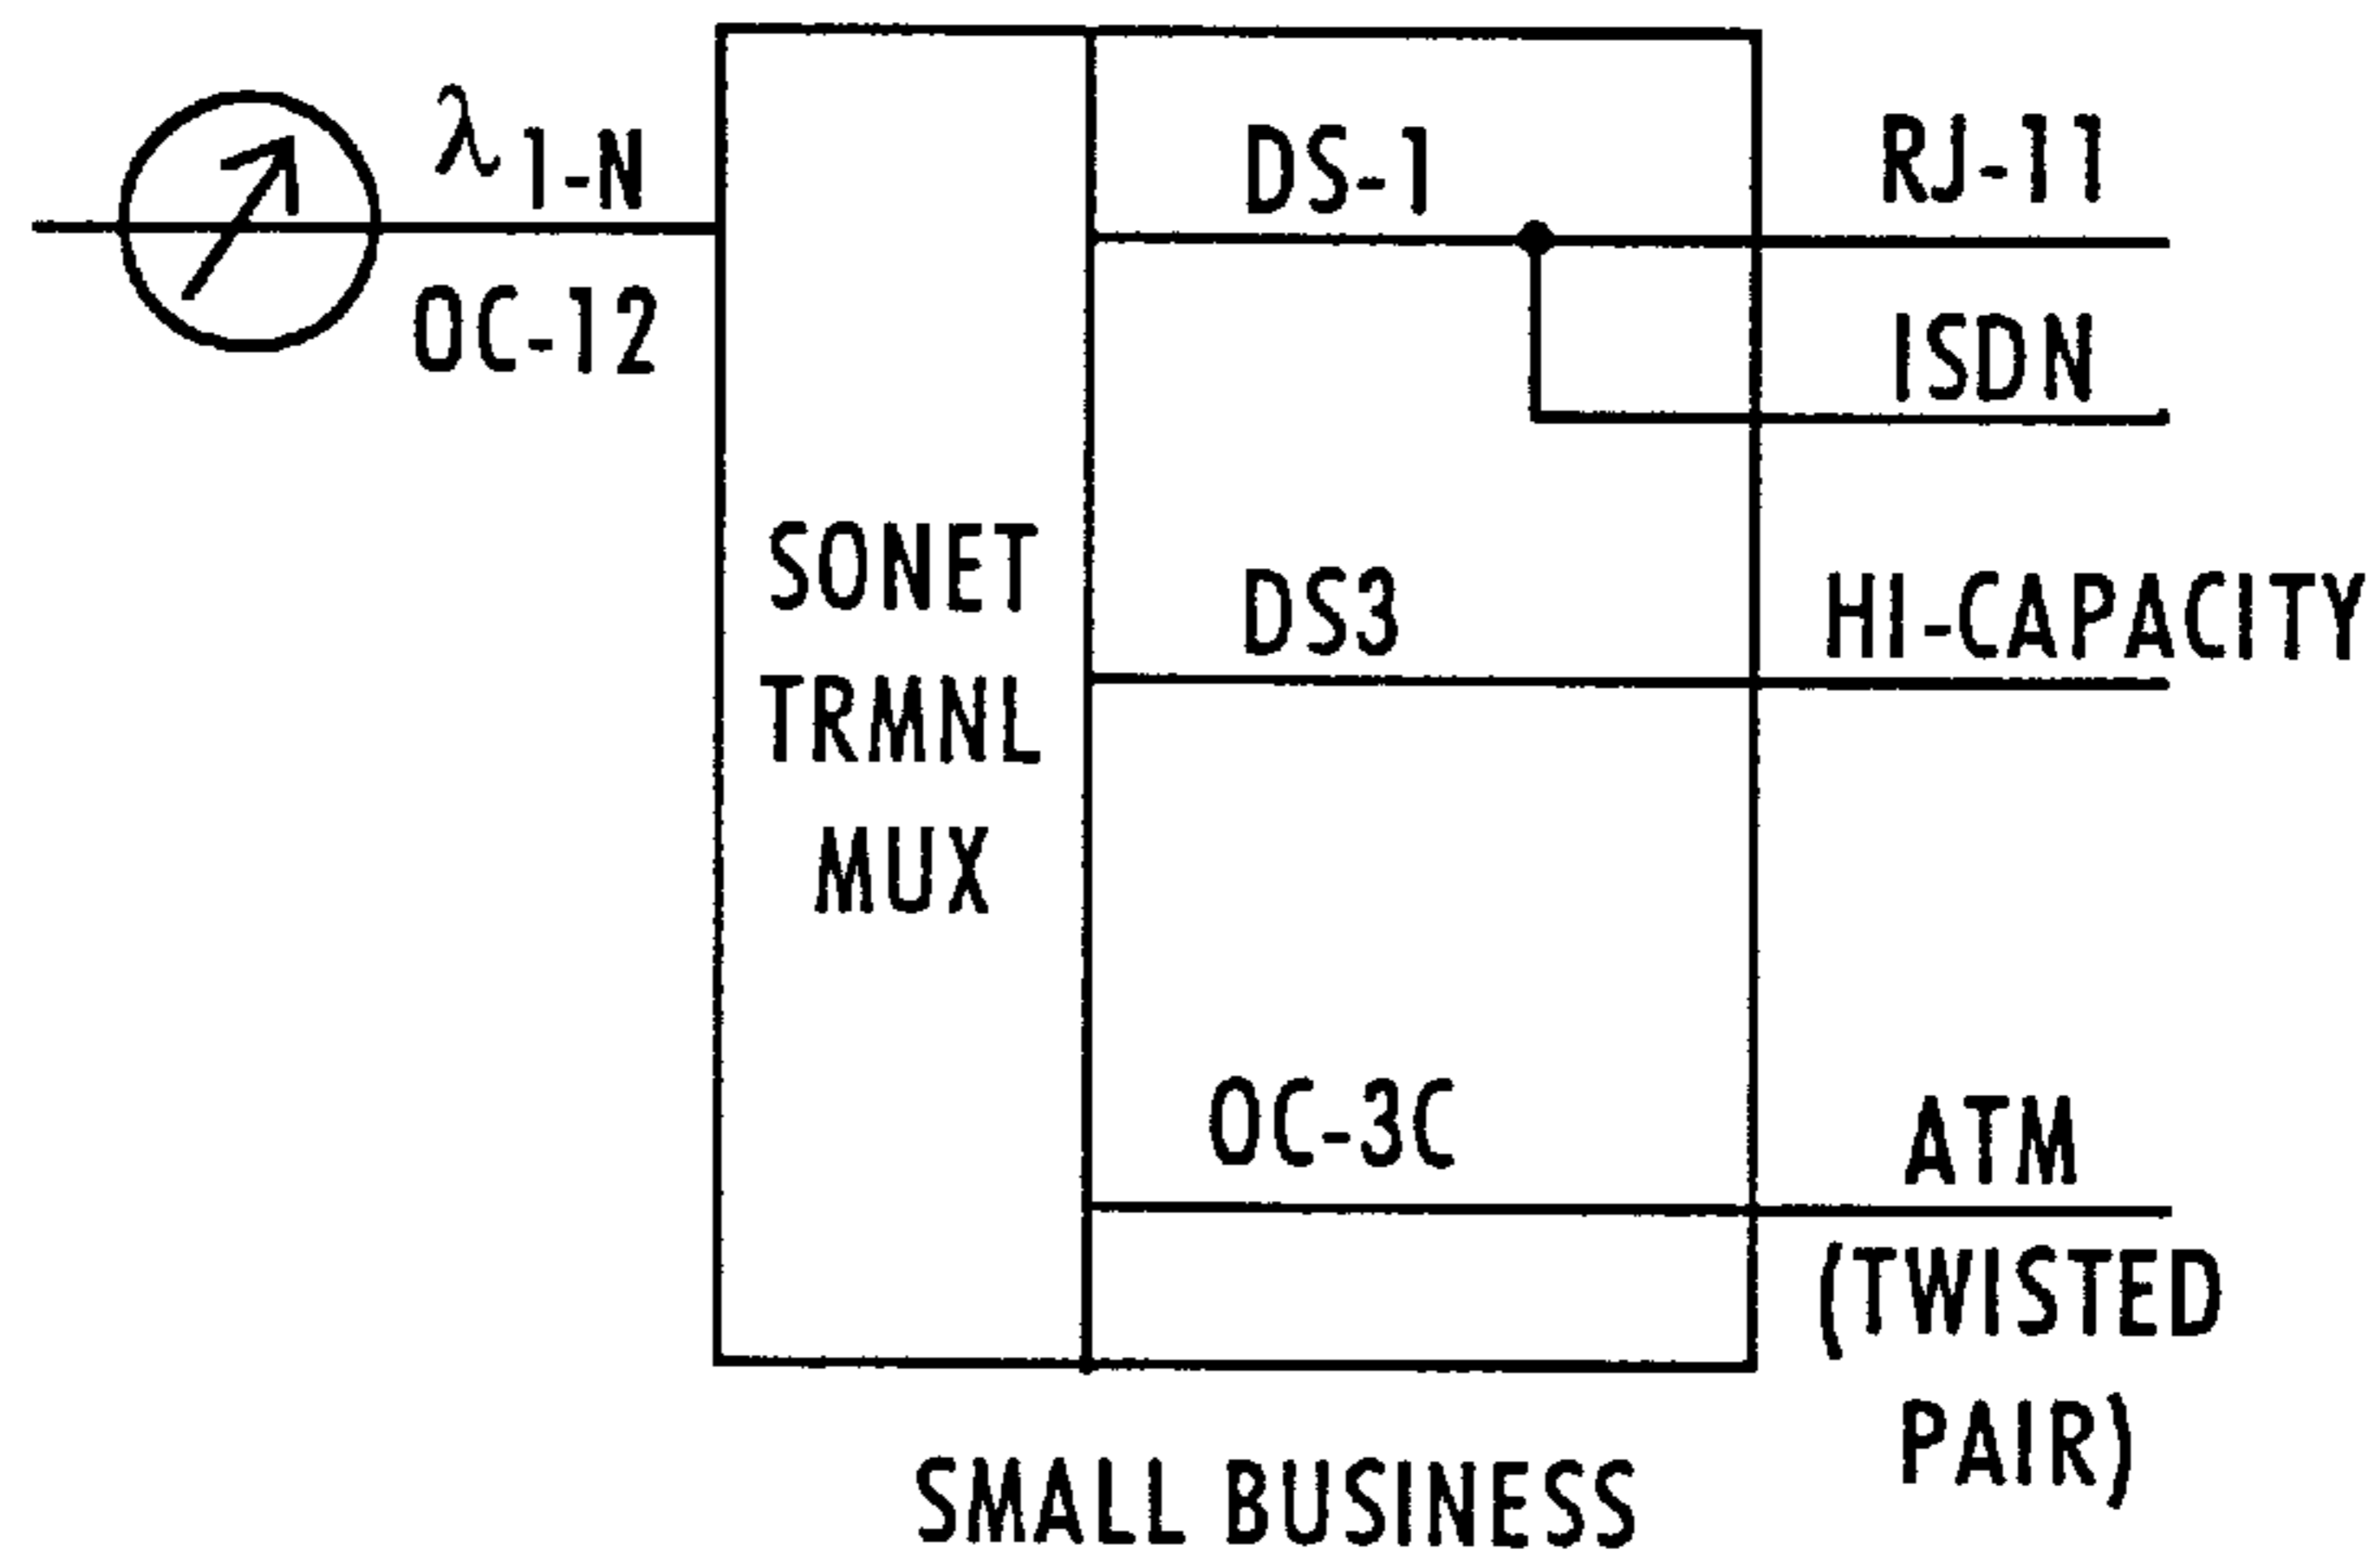 λ 1-N
OC-12
SONET
TRMNL
MUX
DS-1
DS3
OC-3C
RJ-11
ISDN
HI-CAPACITY
ATM
(TWISTED
PAIR)
SMALL BUSINESS